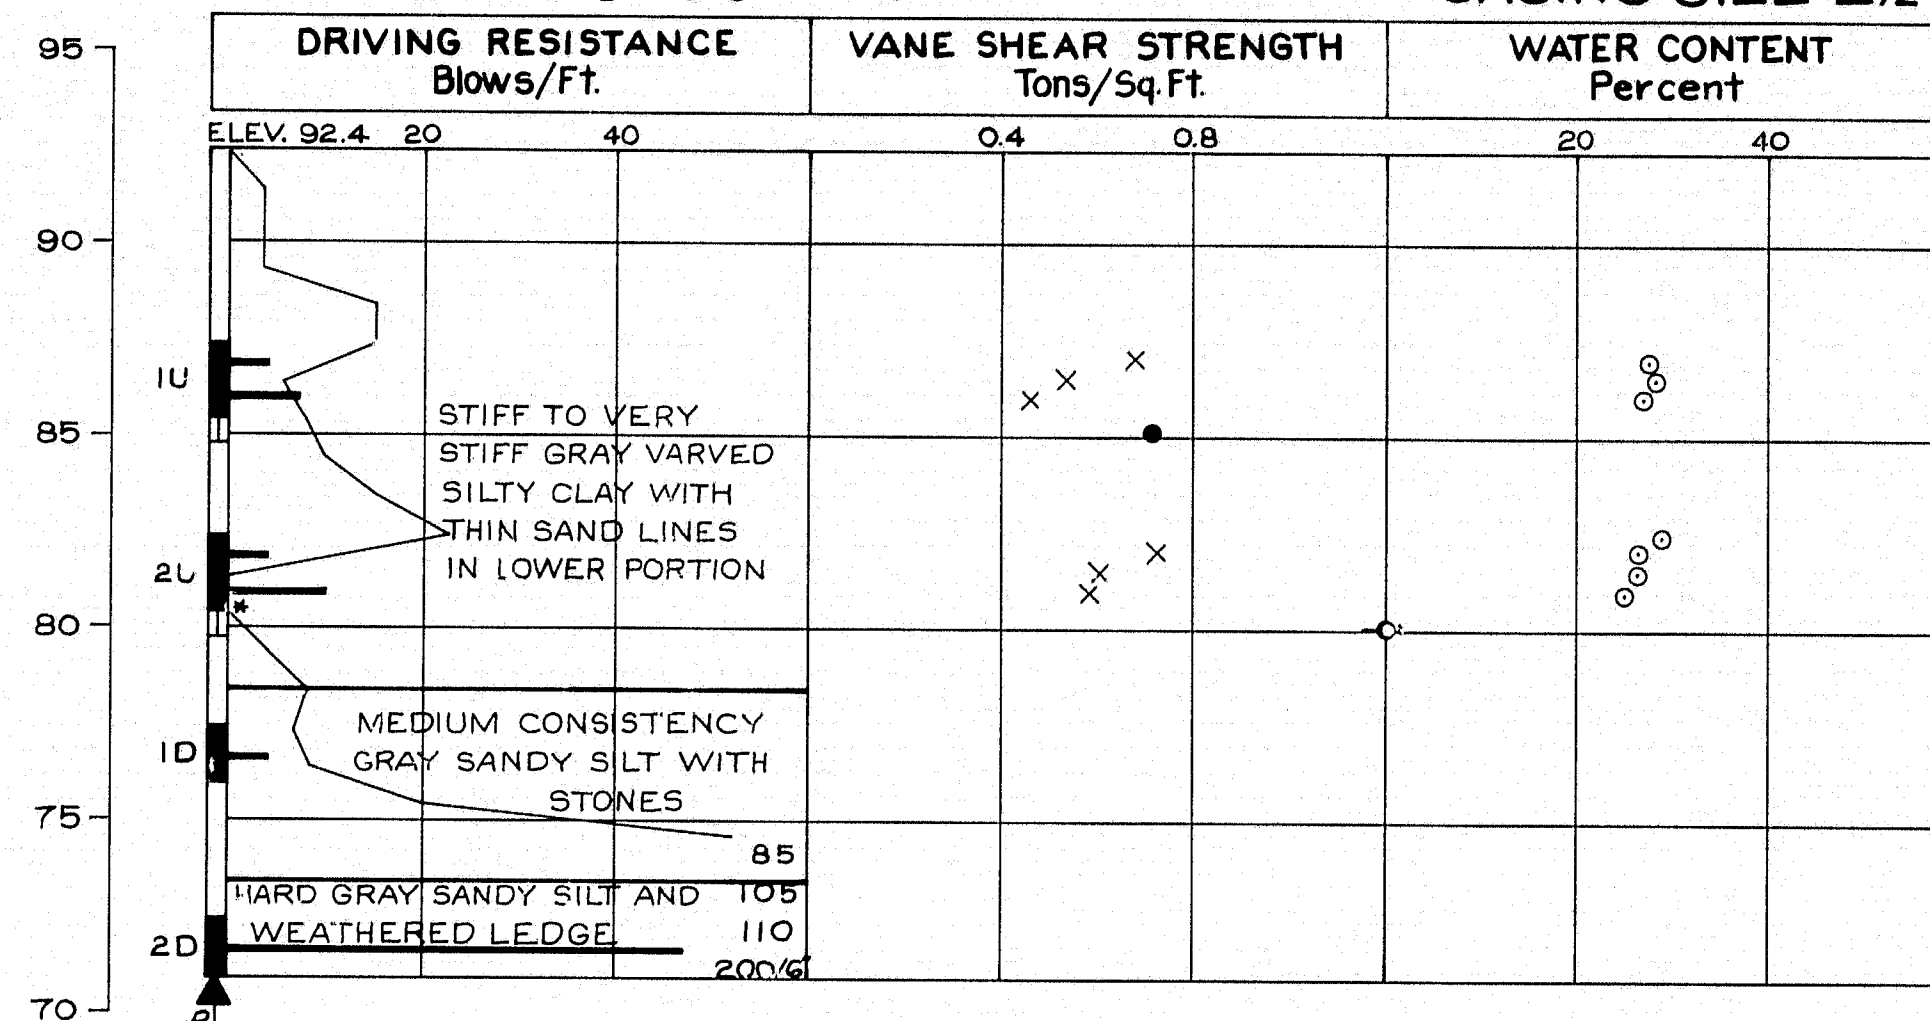 DRIVING RESISTANCE
Blows/Ft.
VANE SHEAR STRENGTH
Tons/Sq.Ft.
WATER CONTENT
Percent
ELEV. 92.4 20 40 0.4 0.8 20 40
95
90
85
80
75
70
1U
2U
*
1D
2D
STIFF TO VERY
STIFF GRAY VARVED
SILTY CLAY WITH
THIN SAND LINES
IN LOWER PORTION
MEDIUM CONSISTENCY
GRAY SANDY SILT WITH
STONES
85
HARD GRAY SANDY SILT AND 105
WEATHERED LEDGE 110
200/6"